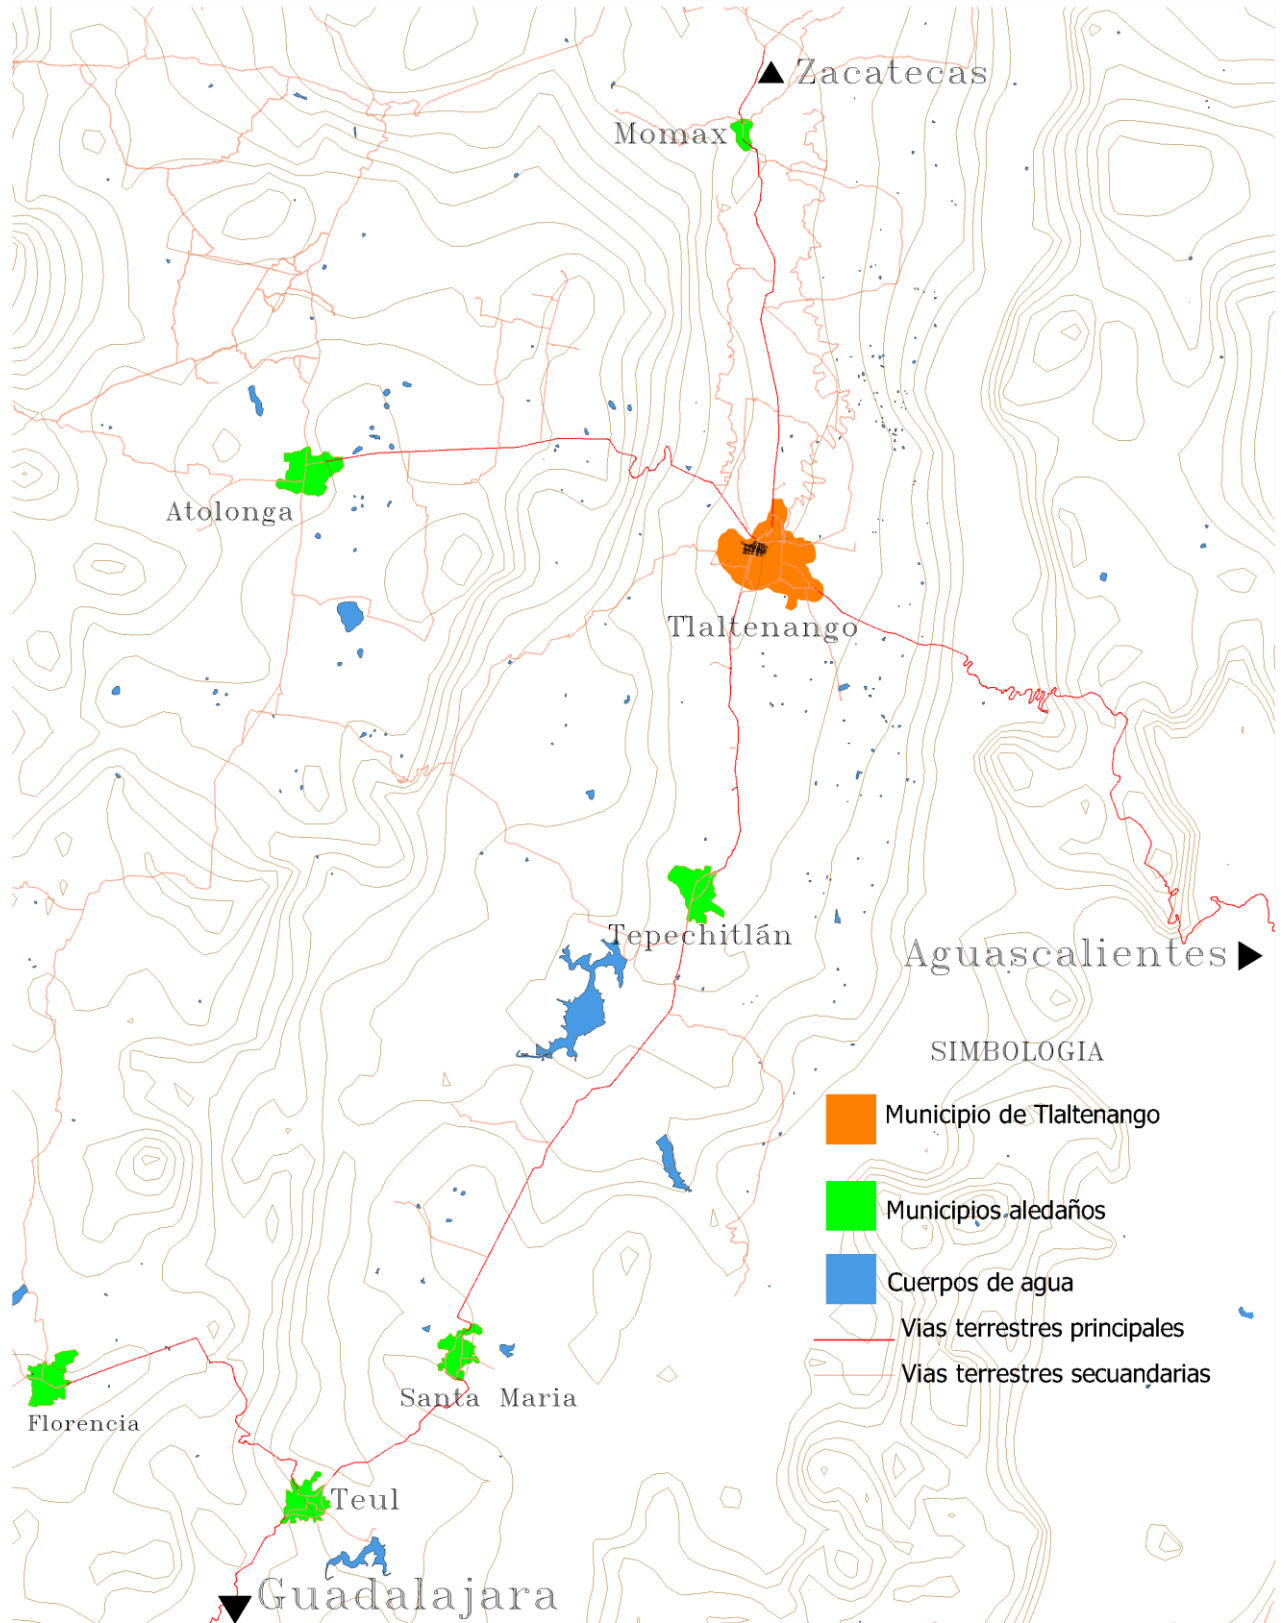 Zacatecas
Momax
Atolonga
Tlaltenango
Tepechitlán
Aguascalientes
SIMBOLOGIA
Municipio de Tlaltenango
Municipios aledaños
Cuerpos de agua
Vias terrestres principales
Vias terrestres secuandarias
Santa Maria
Florencia
Teul
Guadalajara